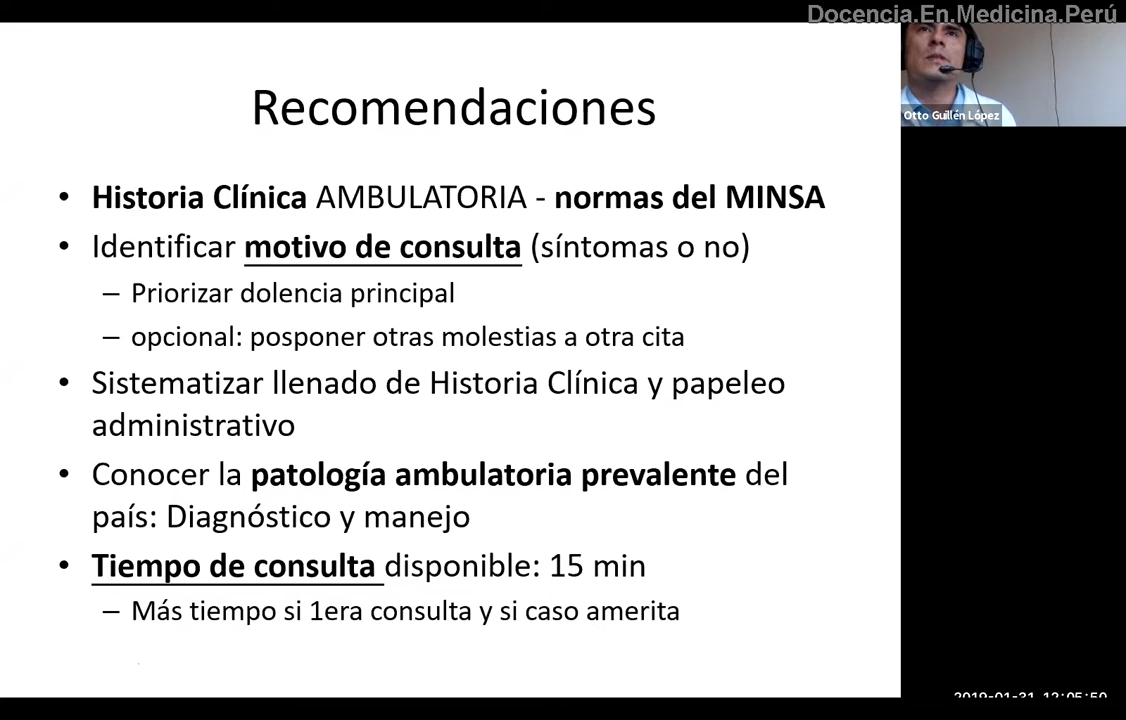 Docencia.En.Medicina.Perú
Otto Guillén López
Recomendaciones
• Historia Clínica AMBULATORIA - normas del MINSA
• Identificar motivo de consulta (síntomas o no)
– Priorizar dolencia principal
– opcional: posponer otras molestias a otra cita
• Sistematizar llenado de Historia Clínica y papeleo
administrativo
• Conocer la patología ambulatoria prevalente del
país: Diagnóstico y manejo
• Tiempo de consulta disponible: 15 min
– Más tiempo si 1era consulta y si caso amerita
2019-01-31 12:05:50